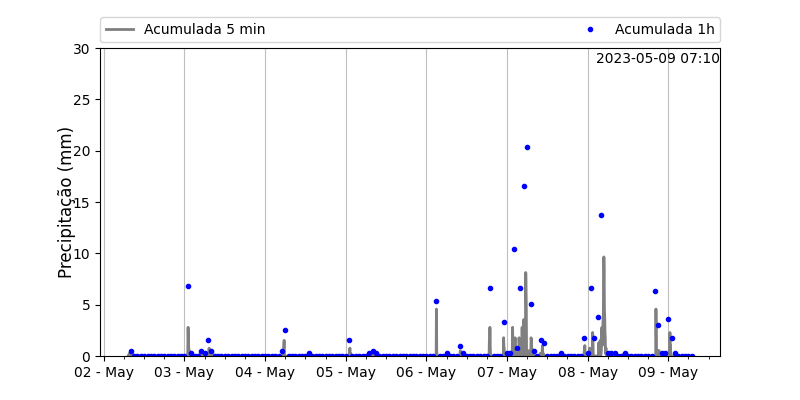 Acumulada 5 min Acumulada 1h
2023-05-09 07:10
Precipitação (mm)
30
25
20
15
10
5
0
02 - May 03 - May 04 - May 05 - May 06 - May 07 - May 08 - May 09 - May